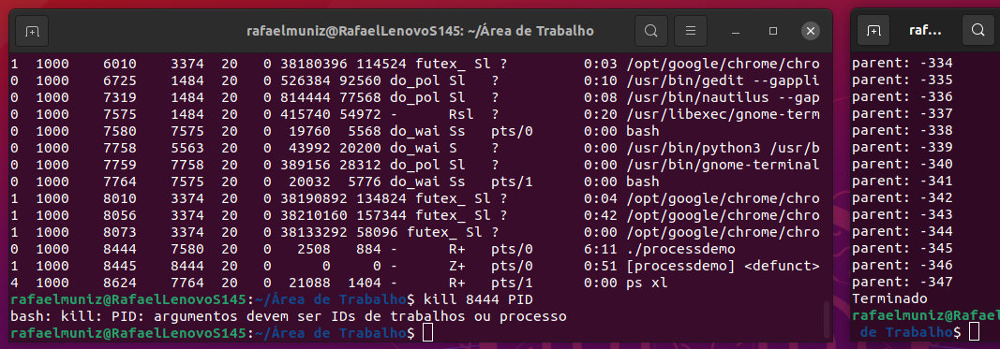 rafaelmuniz@RafaelLenovoS145: ~/Área de Trabalho
1 1000 6010 3374 20 0 38180396 114524 futex_ Sl ? 0:03 /opt/google/chrome/chro
0 1000 6725 1484 20 0 526384 92560 do_pol Sl ? 0:10 /usr/bin/gedit --gappli
0 1000 7319 1484 20 0 814444 77568 do_pol Sl ? 0:08 /usr/bin/nautilus --gap
0 1000 7575 1484 20 0 415740 54972 - Rsl ? 0:20 /usr/libexec/gnome-term
0 1000 7580 7575 20 0 19760 5568 do_wai Ss pts/0 0:00 bash
0 1000 7758 5563 20 0 43992 20200 do_wai S ? 0:00 /usr/bin/python3 /usr/b
0 1000 7759 7758 20 0 389156 28312 do_pol Sl ? 0:00 /usr/bin/gnome-terminal
0 1000 7764 7575 20 0 20032 5776 do_wai Ss pts/1 0:00 bash
1 1000 8010 3374 20 0 38190892 134824 futex_ Sl ? 0:04 /opt/google/chrome/chro
1 1000 8056 3374 20 0 38210160 157344 futex_ Sl ? 0:42 /opt/google/chrome/chro
1 1000 8073 3374 20 0 38133292 58096 futex_ Sl ? 0:00 /opt/google/chrome/chro
0 1000 8444 7580 20 0 2508 884 - R+ pts/0 6:11 ./processdemo
1 1000 8445 8444 20 0 0 0 - Z+ pts/0 0:51 [processdemo] <defunct>
4 1000 8624 7764 20 0 21088 1404 - R+ pts/1 0:00 ps xl
rafaelmuniz@RafaelLenovoS145:~/Área de Trabalho$ kill 8444 PID
bash: kill: PID: argumentos devem ser IDs de trabalhos ou processo
rafaelmuniz@RafaelLenovoS145:~/Área de Trabalho$
raf...
parent: -334
parent: -335
parent: -336
parent: -337
parent: -338
parent: -339
parent: -340
parent: -341
parent: -342
parent: -343
parent: -344
parent: -345
parent: -346
parent: -347
Terminado
rafaelmuniz@Rafael
de Trabalho$